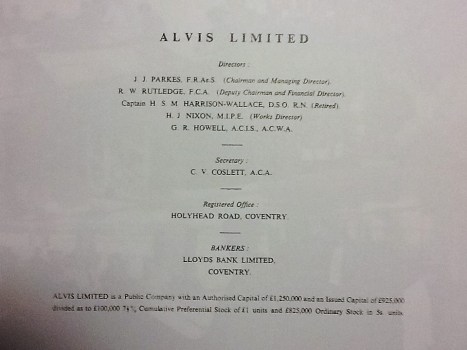 ALVIS LIMITED
Directors :
J. J. PARKES, F.R.Ae.S. (Chairman and Managing Director).
R. W. RUTLEDGE, F.C.A. (Deputy Chairman and Financial Director).
Captain H. S. M. HARRISON-WALLACE, D.S.O. R.N. (Retired).
H. J. NIXON, M.I.P.E. (Works Director)
G. R. HOWELL, A.C.I.S., A.C.W.A.
Secretary :
C. V. COSLETT, A.C.A.
Registered Office :
HOLYHEAD ROAD, COVENTRY.
BANKERS :
LLOYDS BANK LIMITED,
COVENTRY.
ALVIS LIMITED is a Public Company with an Authorised Capital of £1,250,000 and an Issued Capital of £925,000
divided as to £100,000 7½% Cumulative Preferential Stock of £1 units and £825,000 Ordinary Stock in 5s. units.